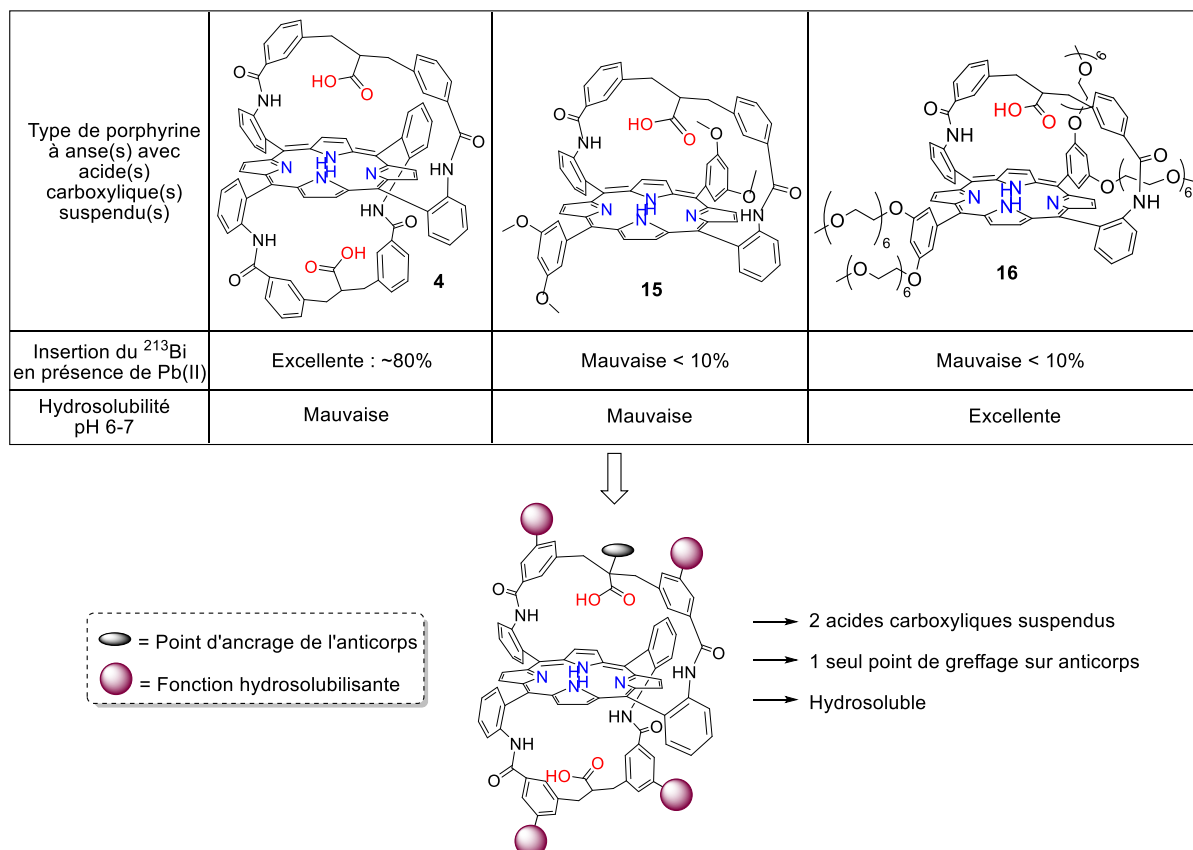 Type de porphyrine
à anse(s) avec
acide(s)
carboxylique(s)
suspendu(s)
O
HO
O
NH
O
N
NH
HN
N
NH
HN
O
NH
O
O
OH
4
O
HO
O
NH
O
O
O
N
NH
HN
N
HN
O
O
15
O
HO
O
NH
O
6
O
O
O
6
O
N
NH
HN
N
NH
O
6
O
O
6
O
16
Insertion du 213Bi
en présence de Pb(II)
Excellente : ~80%
Mauvaise < 10%
Mauvaise < 10%
Hydrosolubilité
pH 6-7
Mauvaise
Mauvaise
Excellente
O
HO
O
NH
O
N
NH
HN
N
NH
HN
O
NH
O
HO
O
= Point d'ancrage de l'anticorps
= Fonction hydrosolubilisante
2 acides carboxyliques suspendus
1 seul point de greffage sur anticorps
Hydrosoluble